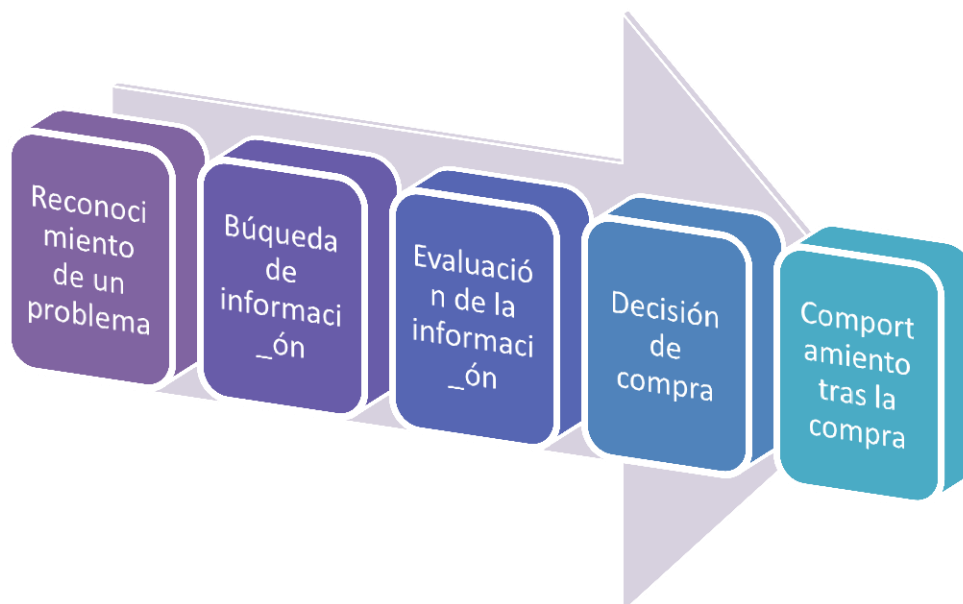 Reconoci
miento
de un
problema
Búqueda
de
informaci
_ón
Evaluació
n de la
informaci
_ón
Decisión
de
compra
Comport
amiento
tras la
compra